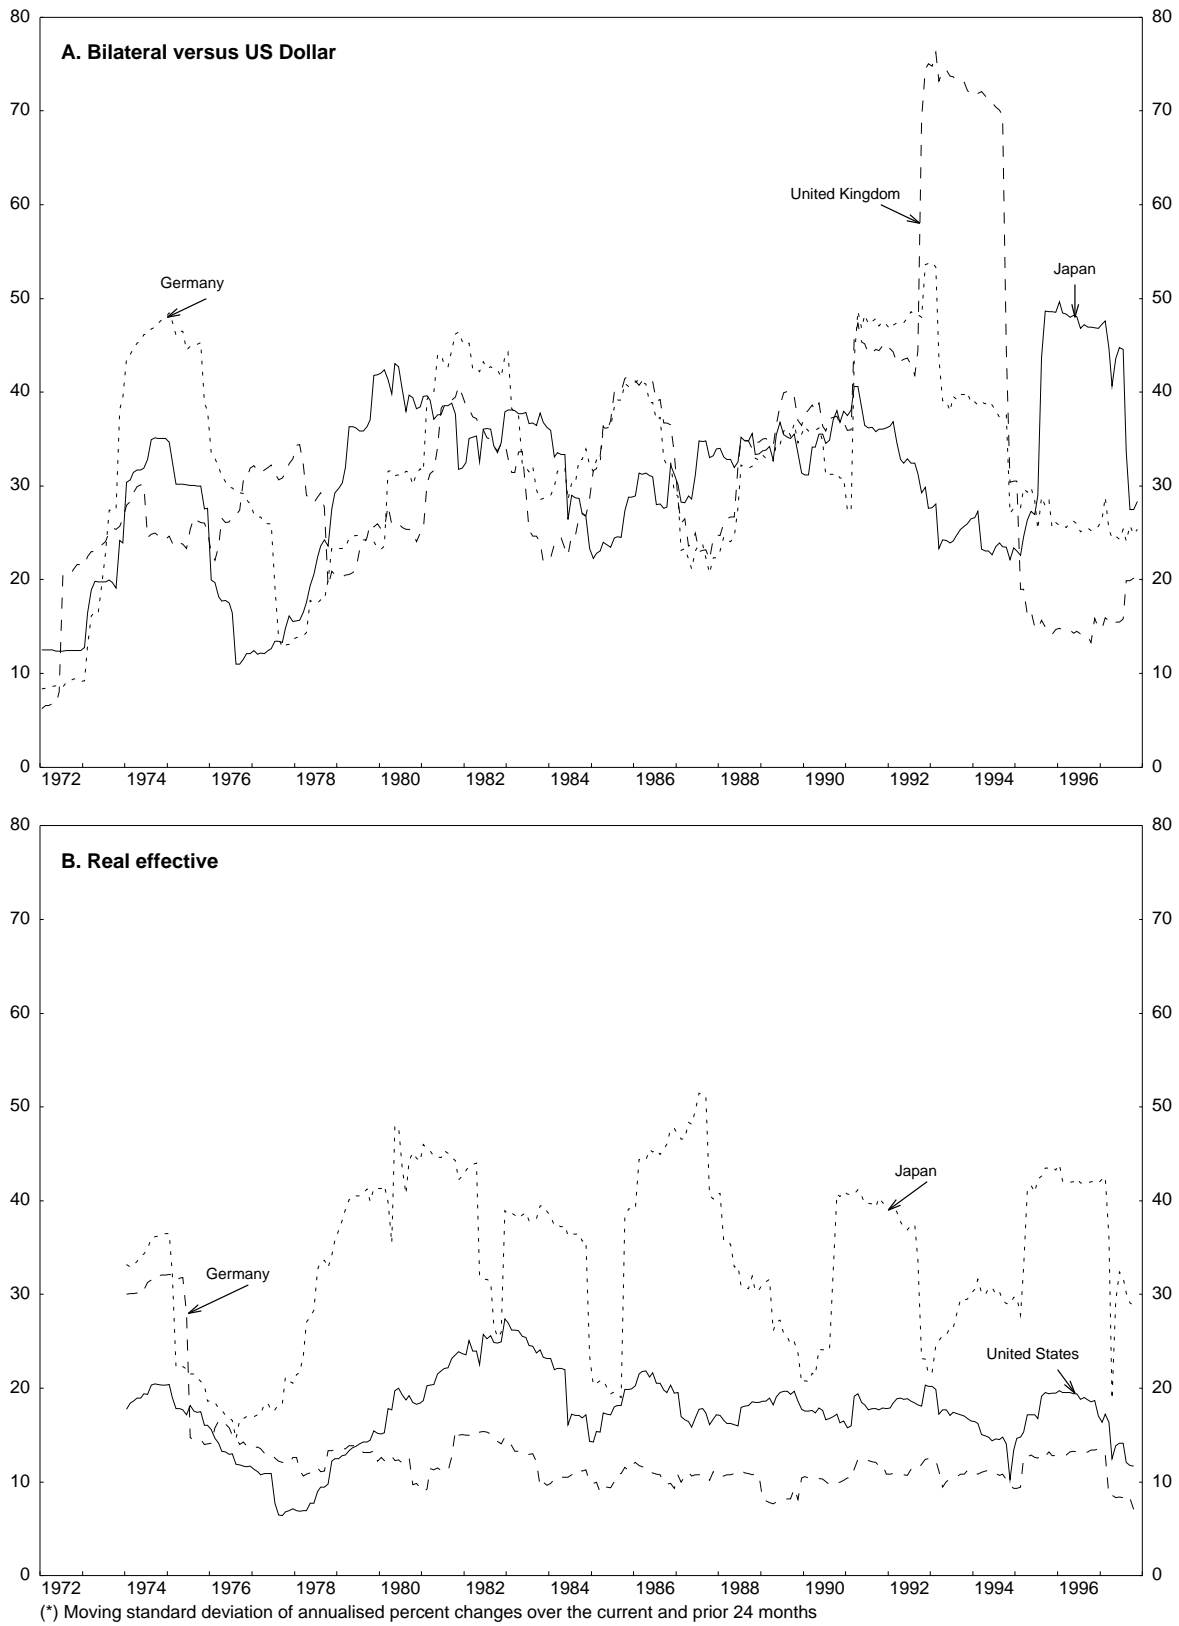 80 80
A. Bilateral versus US Dollar
70 70
United Kingdom
60 60
Germany
Japan
50 50
40 40
30 30
20 20
10 10
0 0
1972 1974 1976 1978 1980 1982 1984 1986 1988 1990 1992 1994 1996
80 80
B. Real effective
70 70
60 60
50 50
Japan
40 40
Germany
30 30
United States
20 20
10 10
0 0
1972 1974 1976 1978 1980 1982 1984 1986 1988 1990 1992 1994 1996
(*) Moving standard deviation of annualised percent changes over the current and prior 24 months